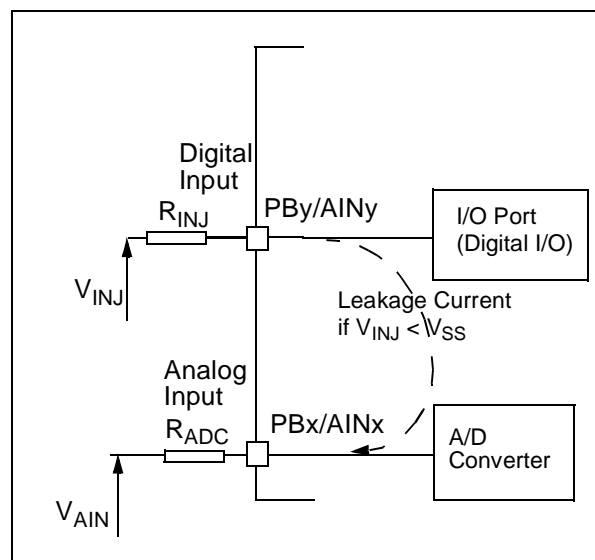 Digital
Input
R_INJ
PBy/AINy
I/O Port
(Digital I/O)
V_INJ
Leakage Current
if V_INJ < V_SS
Analog
Input
R_ADC
PBx/AINx
A/D
Converter
V_AIN